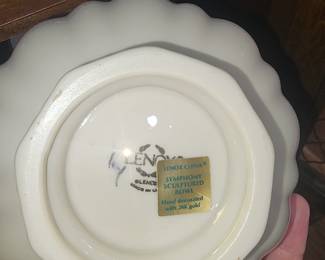 LENOX
LENOX CHINA®
SYMPHONY
SCULPTURED
BOWL
Hand decorated
with 24K gold